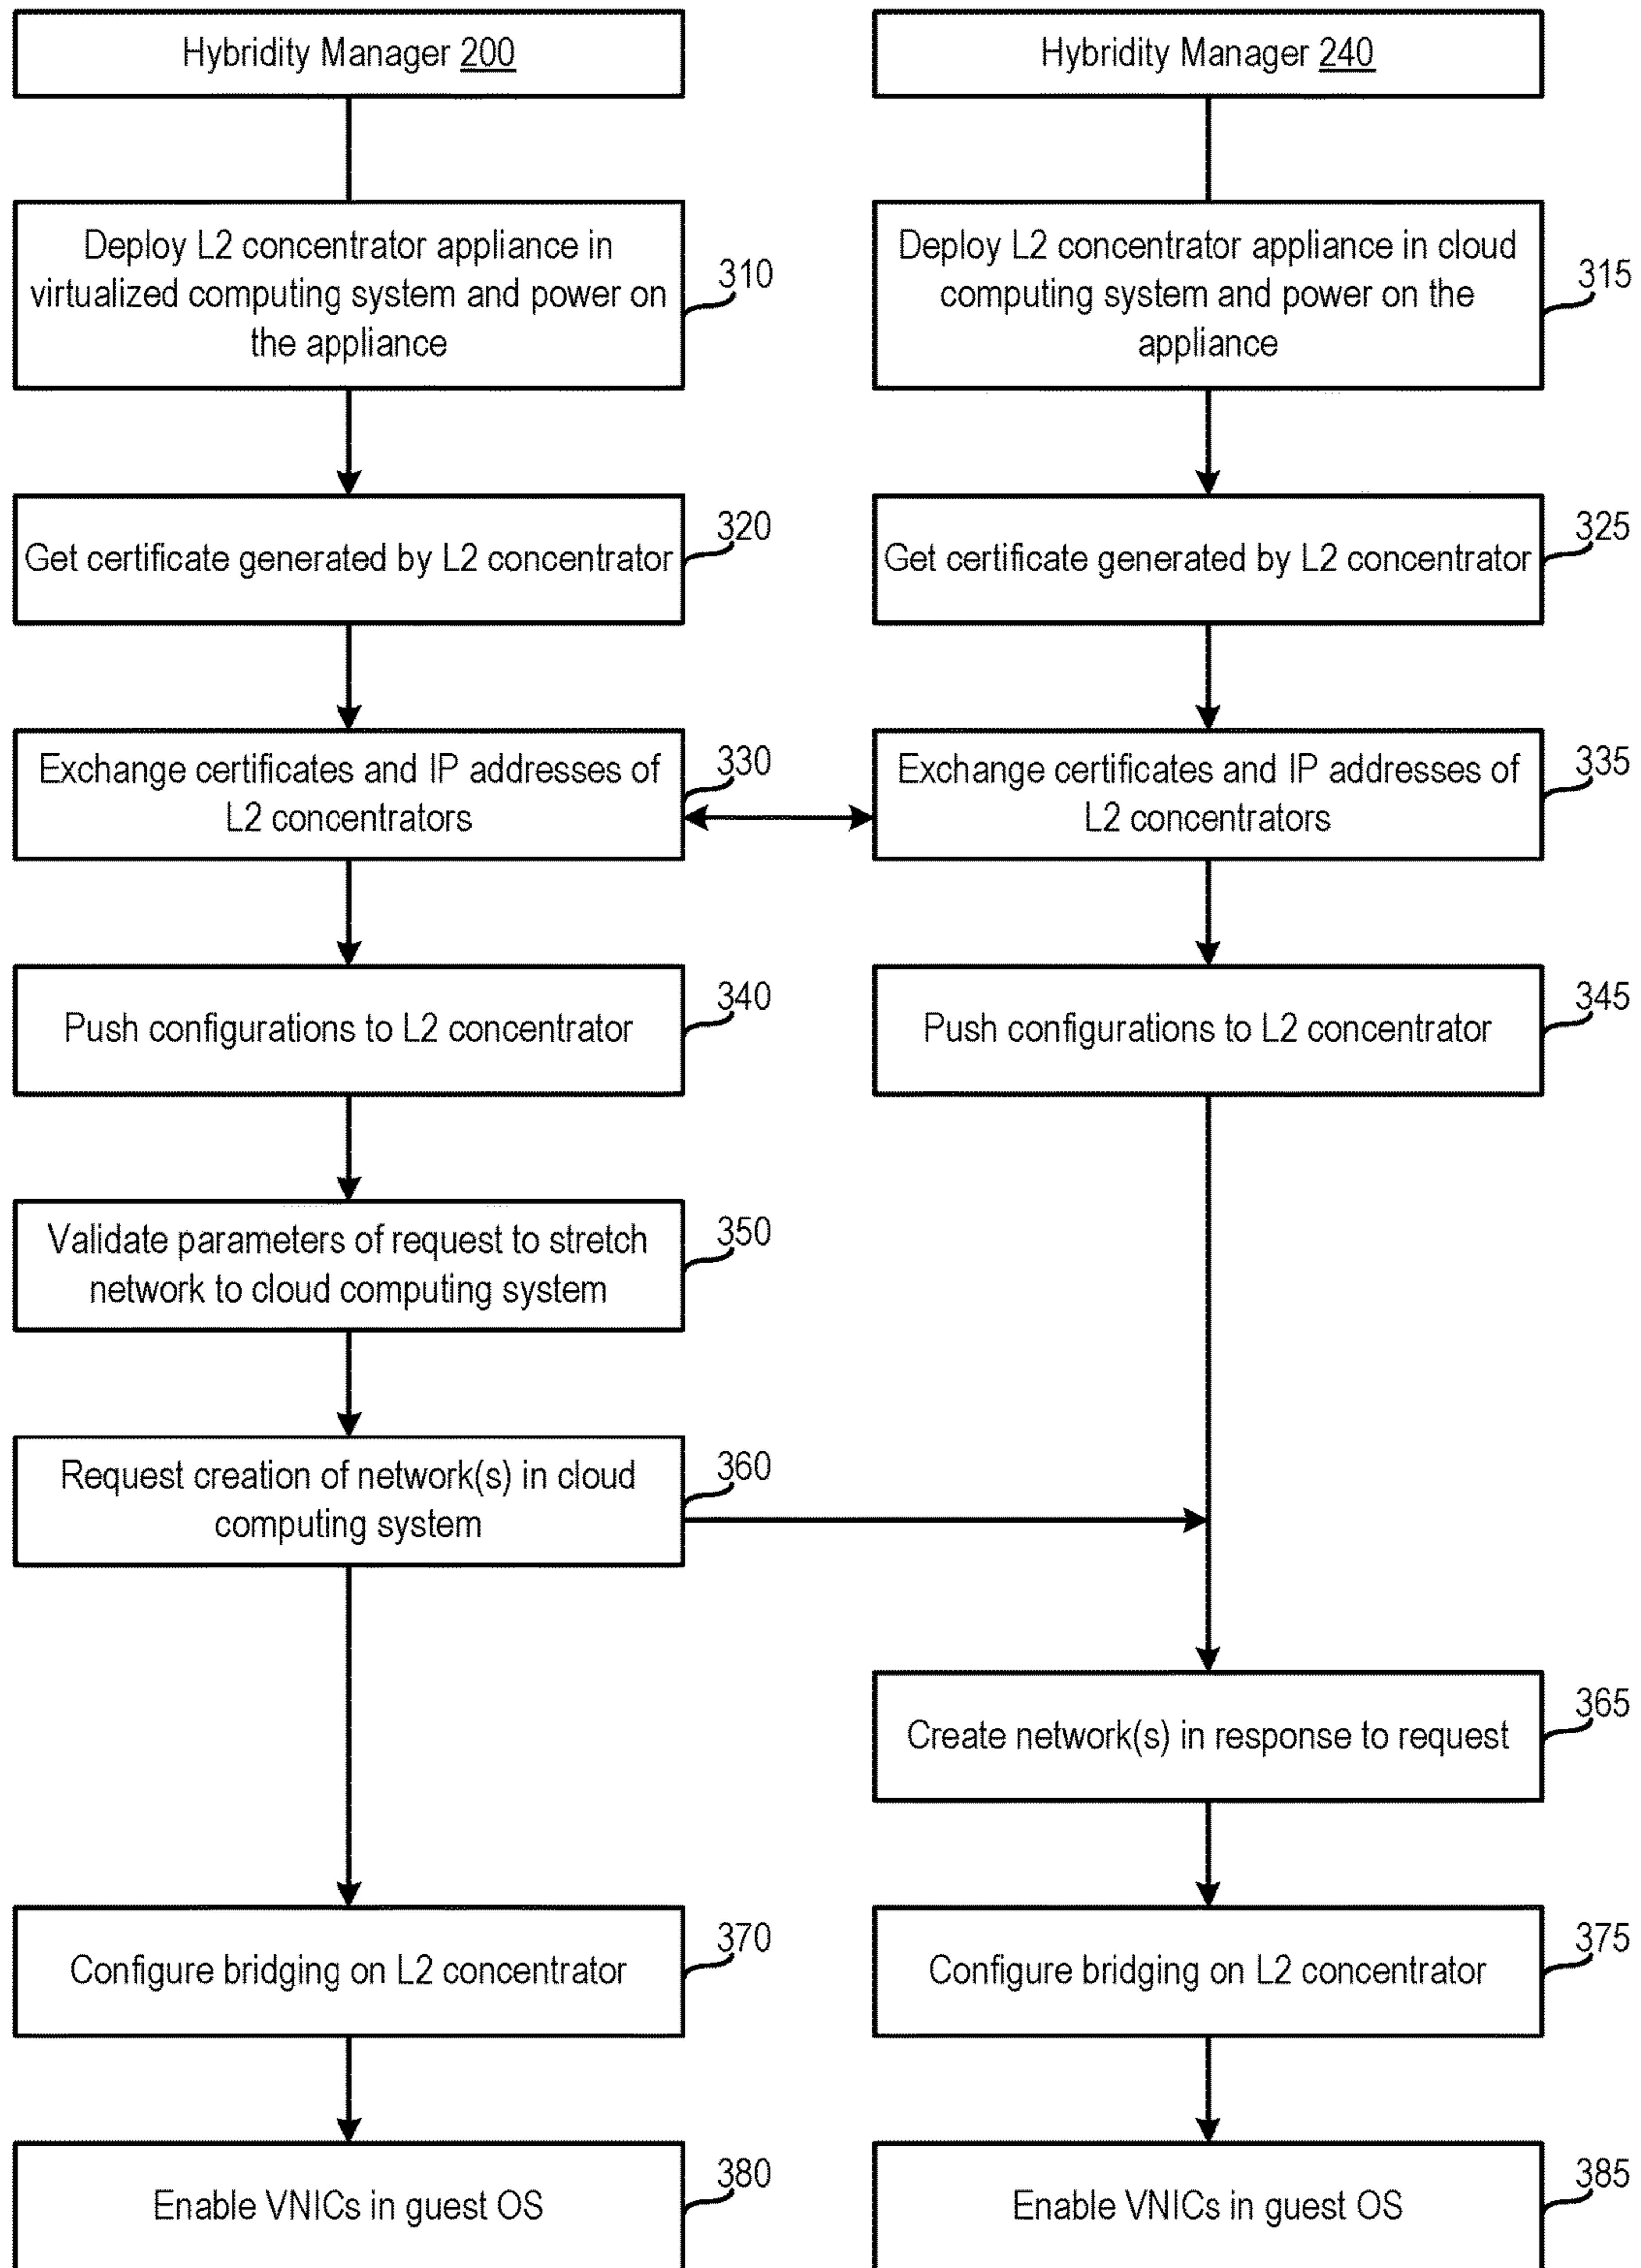 Hybridity Manager 200
Hybridity Manager 240
Deploy L2 concentrator appliance in
virtualized computing system and power on
the appliance
310
Deploy L2 concentrator appliance in cloud
computing system and power on the
appliance
315
Get certificate generated by L2 concentrator
320
Get certificate generated by L2 concentrator
325
Exchange certificates and IP addresses of
L2 concentrators
330
Exchange certificates and IP addresses of
L2 concentrators
335
Push configurations to L2 concentrator
340
Push configurations to L2 concentrator
345
Validate parameters of request to stretch
network to cloud computing system
350
Request creation of network(s) in cloud
computing system
360
Create network(s) in response to request
365
Configure bridging on L2 concentrator
370
Configure bridging on L2 concentrator
375
Enable VNICs in guest OS
380
Enable VNICs in guest OS
385